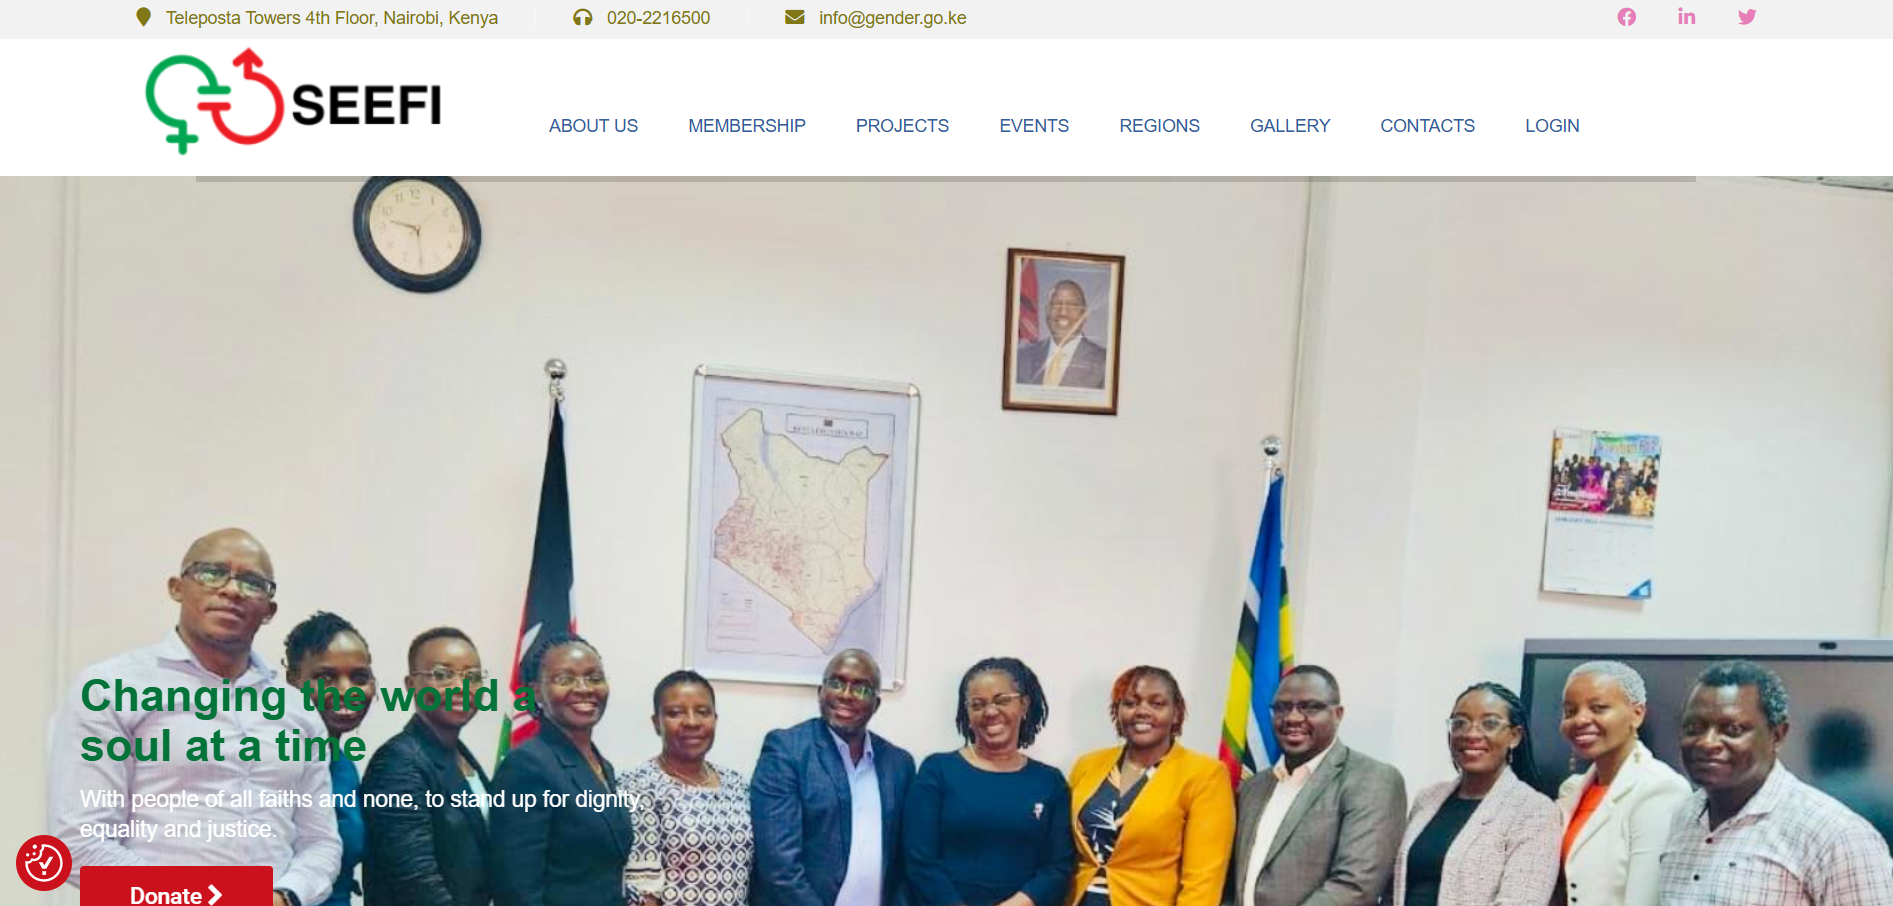 Teleposta Towers 4th Floor, Nairobi, Kenya
020-2216500
info@gender.go.ke
SEEFI
ABOUT US
MEMBERSHIP
PROJECTS
EVENTS
REGIONS
GALLERY
CONTACTS
LOGIN
Changing the world a
soul at a time
With people of all faiths and none, to stand up for dignity,
equality and justice.
Donate